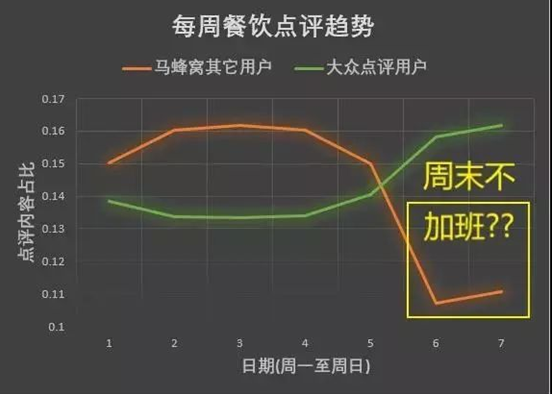 每周餐饮点评趋势
马蜂窝其它用户 大众点评用户
0.17
0.16
0.15
0.14
0.13
0.12
0.11
0.1
点评内容占比
周末不
加班??
1 2 3 4 5 6 7
日期(周一至周日)